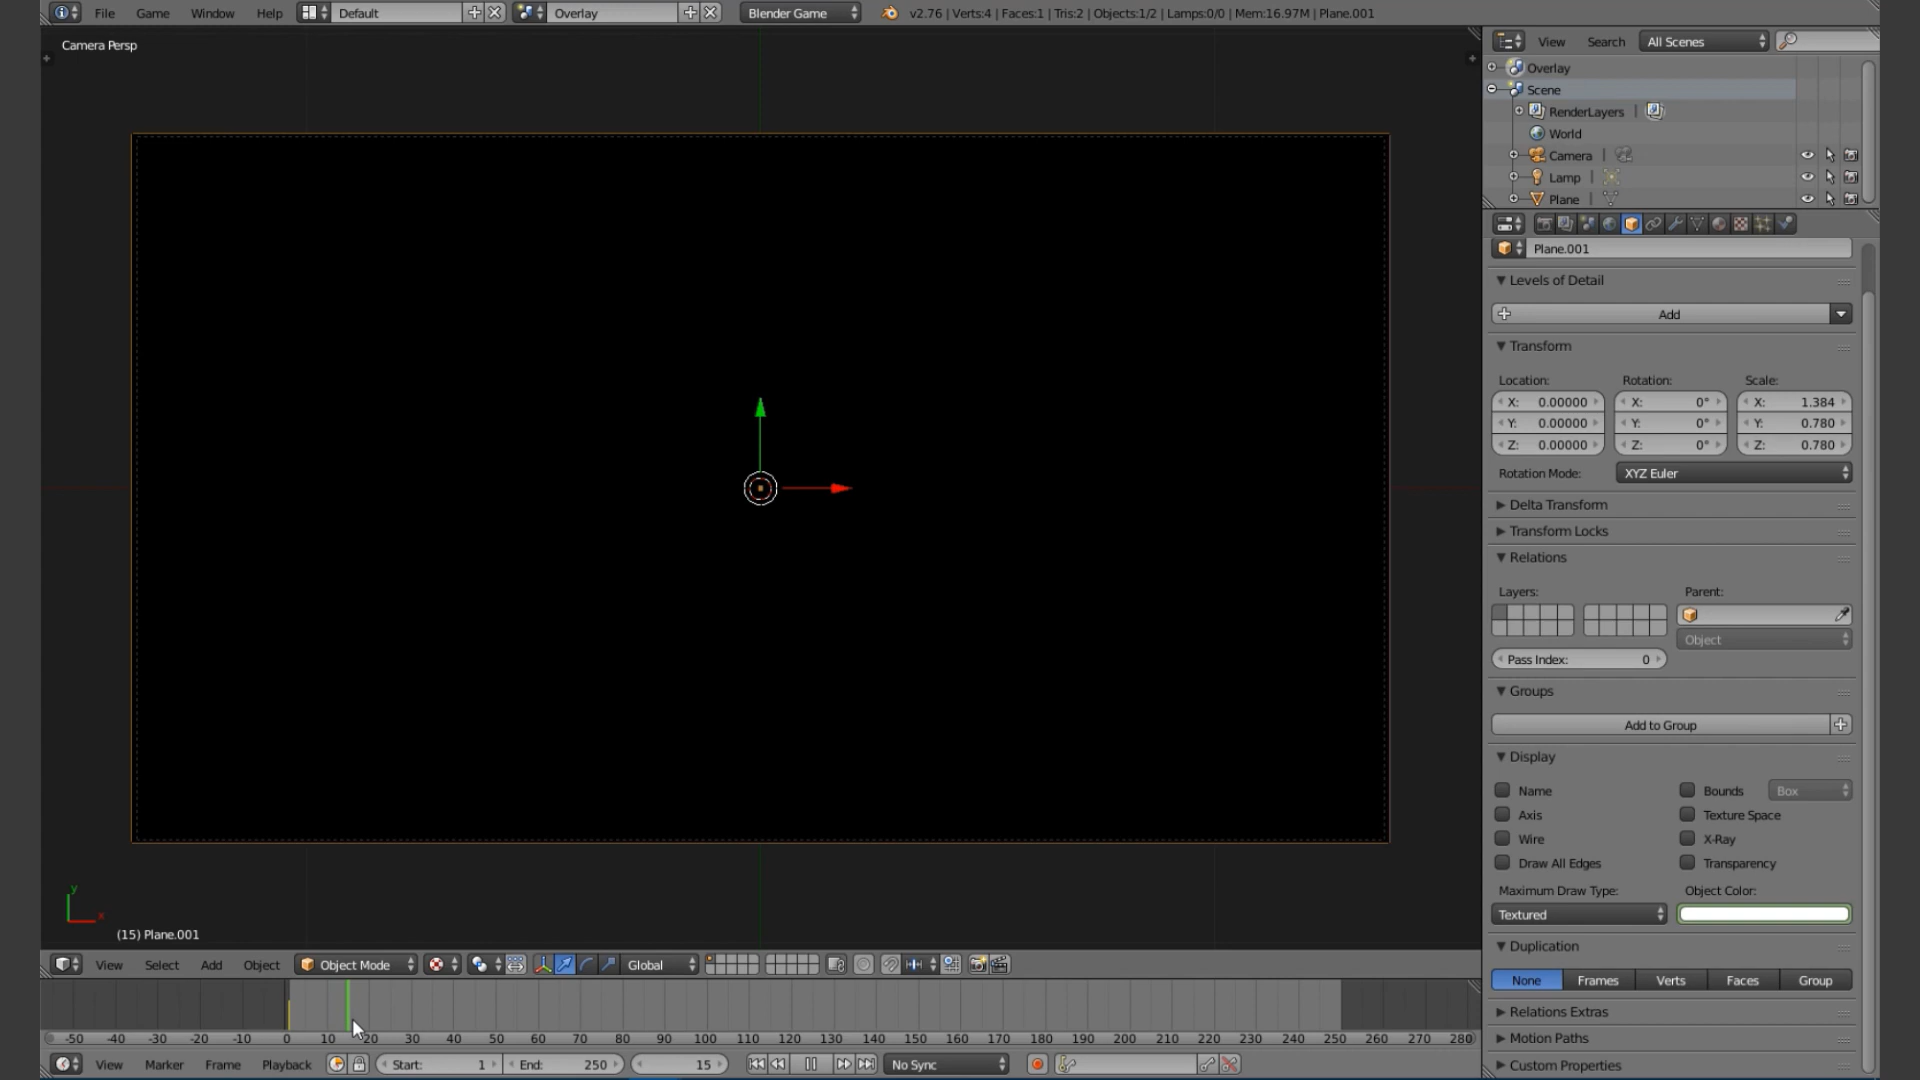 File Game Window Help Default Overlay Blender Game v2.76 | Verts:4 | Faces:1 | Tris:2 | Objects:1/2 | Lamps:0/0 | Mem:16.97M | Plane.001
Camera Persp
View Search All Scenes
Overlay
Scene
RenderLayers |
World
Camera |
Lamp |
Plane |
Plane.001
Levels of Detail
Add
Transform
Location: Rotation: Scale:
X: 0.00000 X: 0° X: 1.384
Y: 0.00000 Y: 0° Y: 0.780
Z: 0.00000 Z: 0° Z: 0.780
Rotation Mode: XYZ Euler
Delta Transform
Transform Locks
Relations
Layers: Parent:
Object
Pass Index: 0
Groups
Add to Group
Display
Name Bounds Box
Axis Texture Space
Wire X-Ray
Draw All Edges Transparency
Maximum Draw Type: Object Color:
Textured
Duplication
None Frames Verts Faces Group
Relations Extras
Motion Paths
Custom Properties
y
x
(15) Plane.001
View Select Add Object Object Mode Global
-50 -40 -30 -20 -10 0 10 20 30 40 50 60 70 80 90 100 110 120 130 140 150 160 170 180 190 200 210 220 230 240 250 260 270 280
View Marker Frame Playback Start: 1 End: 250 15 No Sync